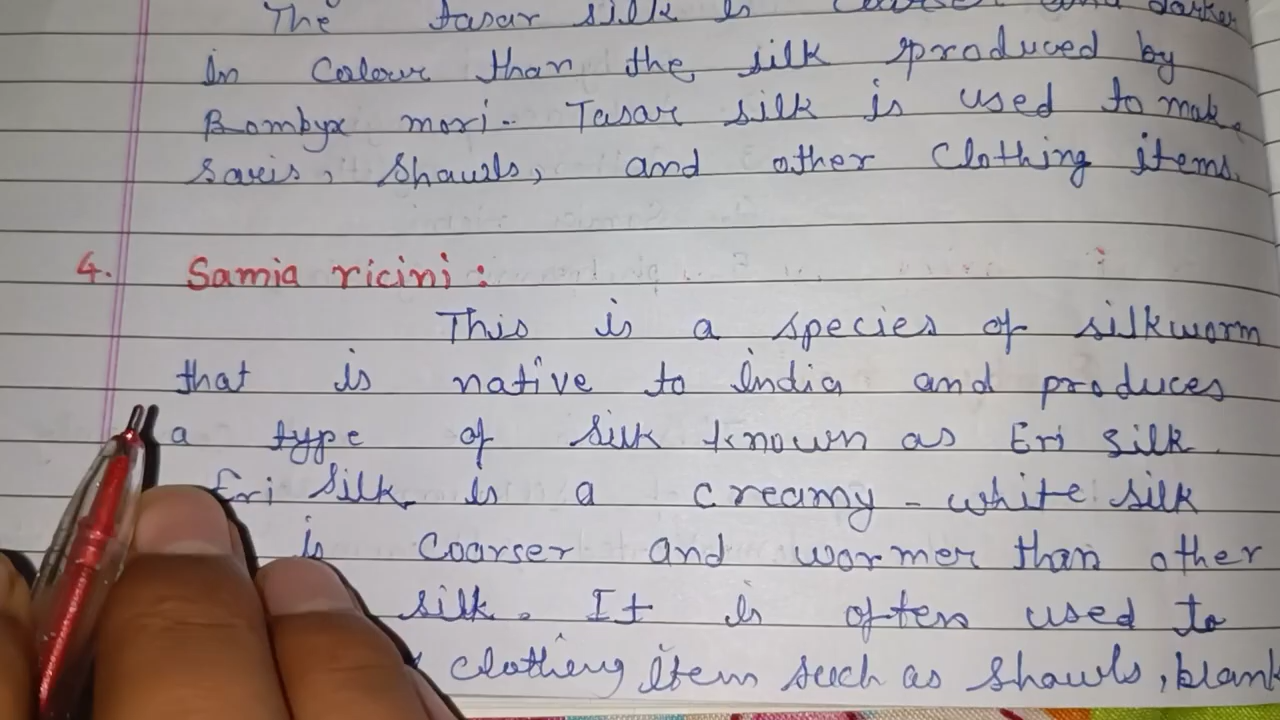 The tasar silk is coarser and darker
in Colour than the silk produced by
Bombyx mori. Tasar silk is used to make
Saris, Shawls, and other Clothing items.
4. Samia ricini:
This is a species of silkworm
that is native to India and produces
a type of silk known as Eri silk.
Eri Silk is a creamy-white silk
is Coarser and wormer than other
silk. It is often used to
clothing item such as Shawls, blank